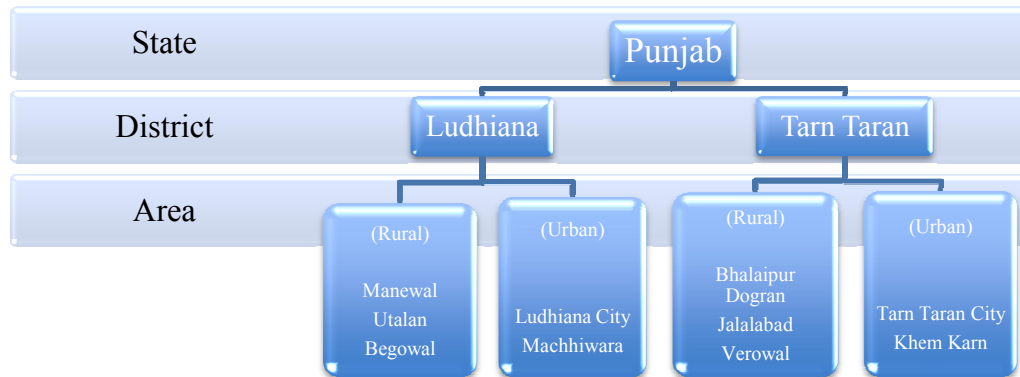 State
Punjab
District
Ludhiana
Tarn Taran
Area
(Rural)
Manewal
Utalan
Begowal
(Urban)
Ludhiana City
Machhiwara
(Rural)
Bhalaipur
Dogran
Jalalabad
Verowal
(Urban)
Tarn Taran City
Khem Karn